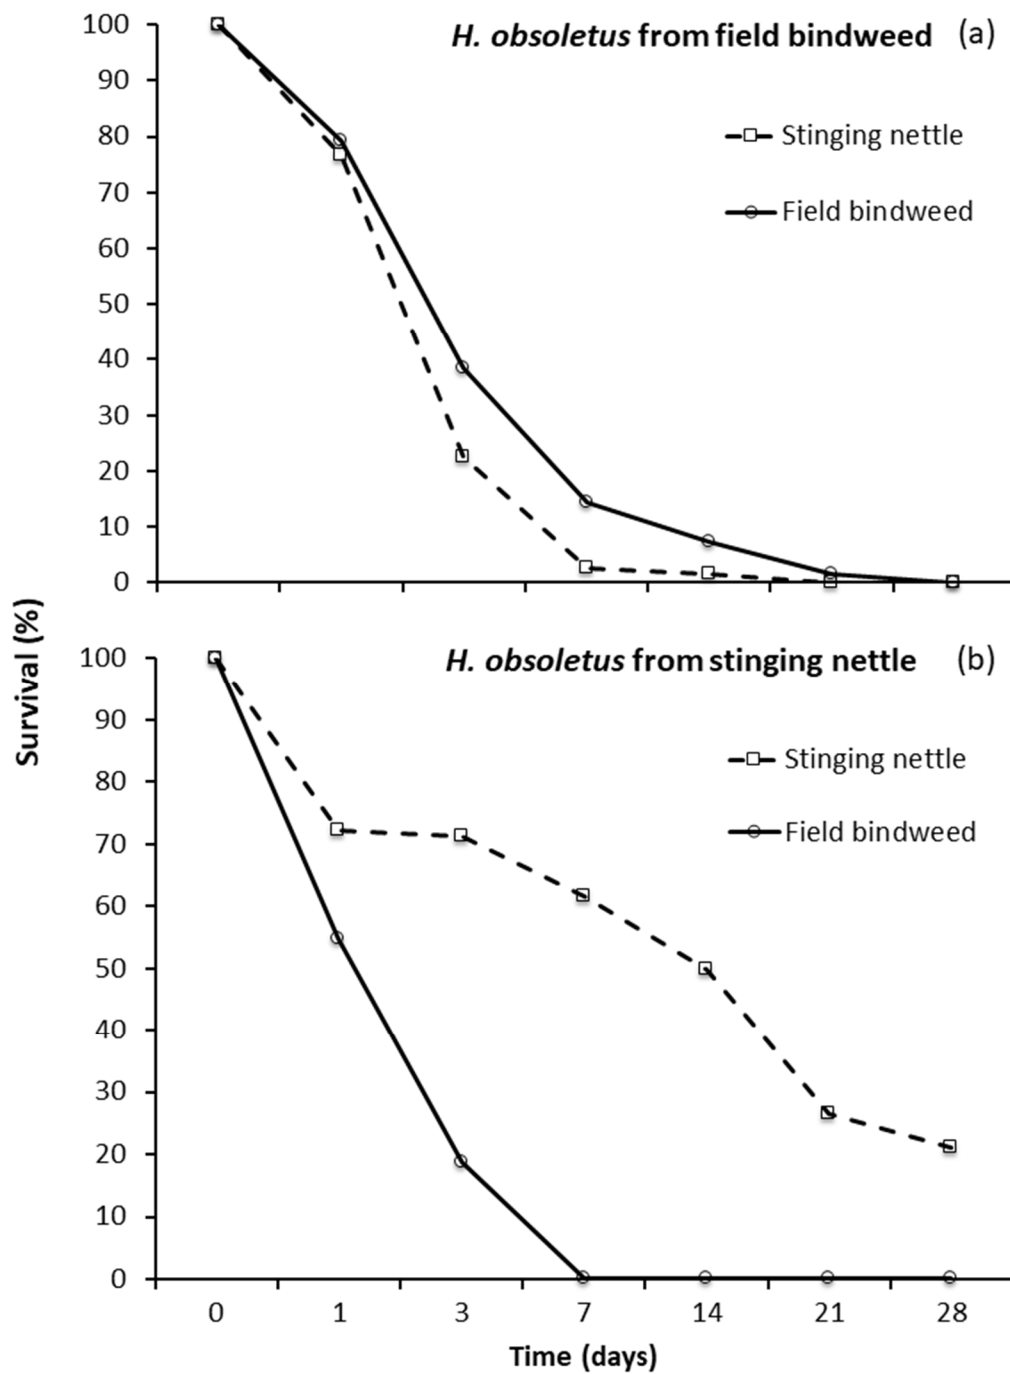 H. obsoletus from field bindweed (a)
100
90
80
70
60
50
40
30
20
10
0
Stinging nettle
Field bindweed
Survival (%)
H. obsoletus from stinging nettle (b)
100
90
80
70
60
50
40
30
20
10
0
Stinging nettle
Field bindweed
0 1 3 7 14 21 28
Time (days)